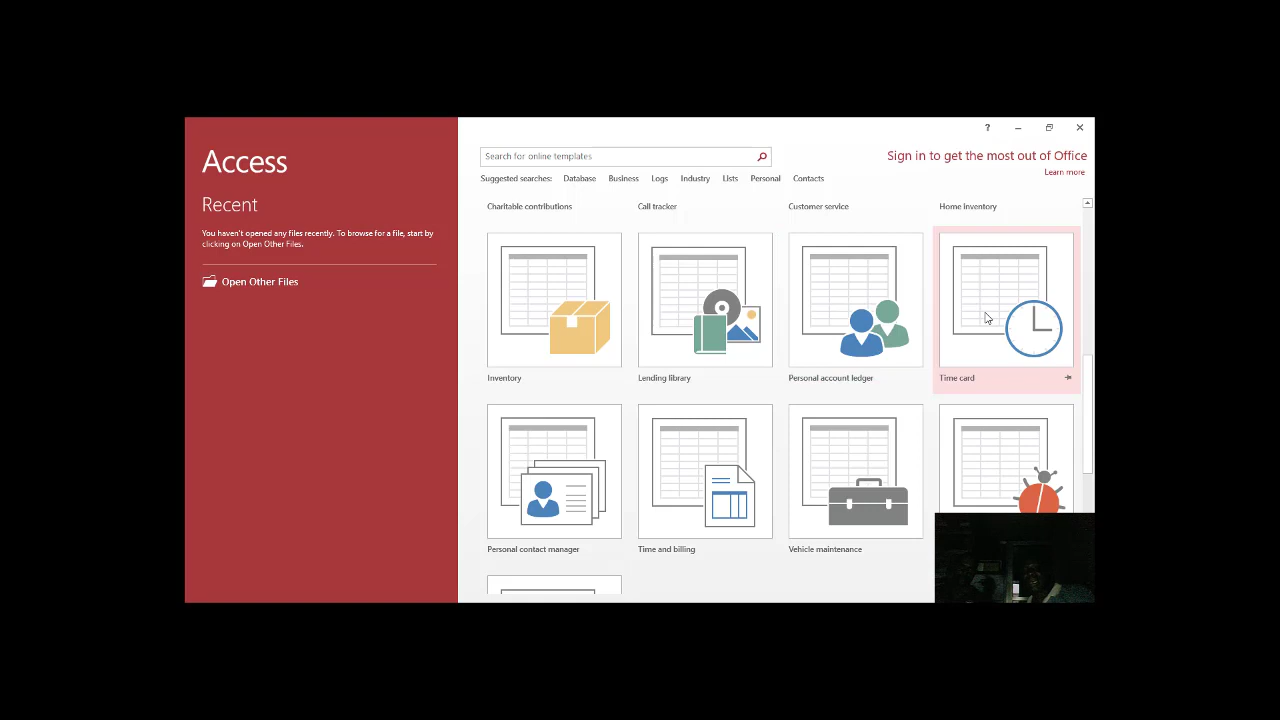 Access
Recent
You haven't opened any files recently. To browse for a file, start by
clicking on Open Other Files.
Open Other Files
?
Search for online templates
Sign in to get the most out of Office
Learn more
Suggested searches: Database Business Logs Industry Lists Personal Contacts
Charitable contributions Call tracker Customer service Home inventory
Inventory Lending library Personal account ledger Time card
Personal contact manager Time and billing Vehicle maintenance